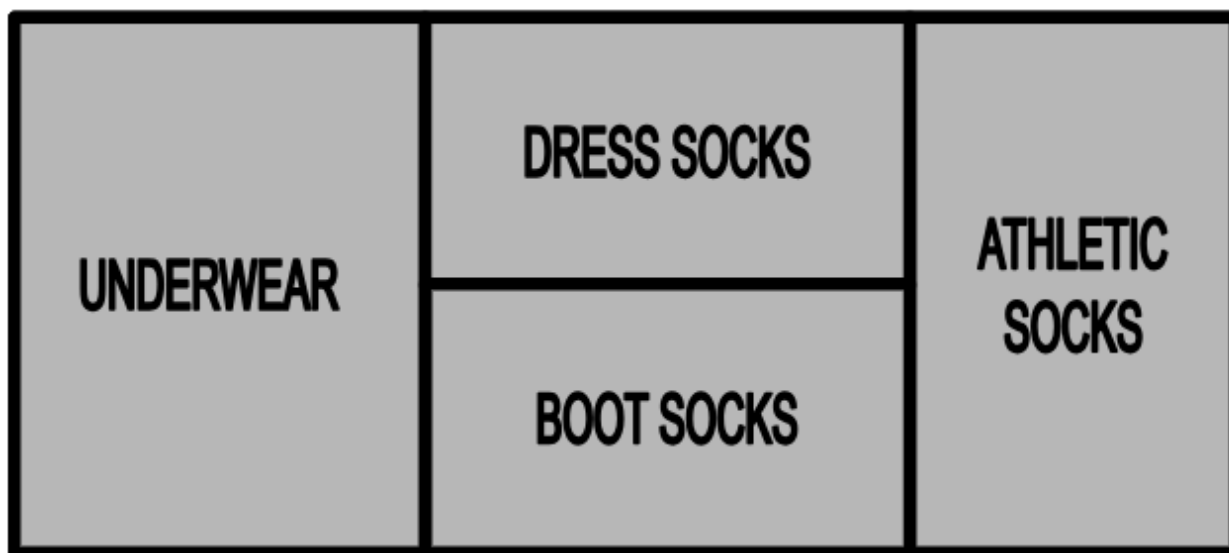 UNDERWEAR
DRESS SOCKS
BOOT SOCKS
ATHLETIC
SOCKS